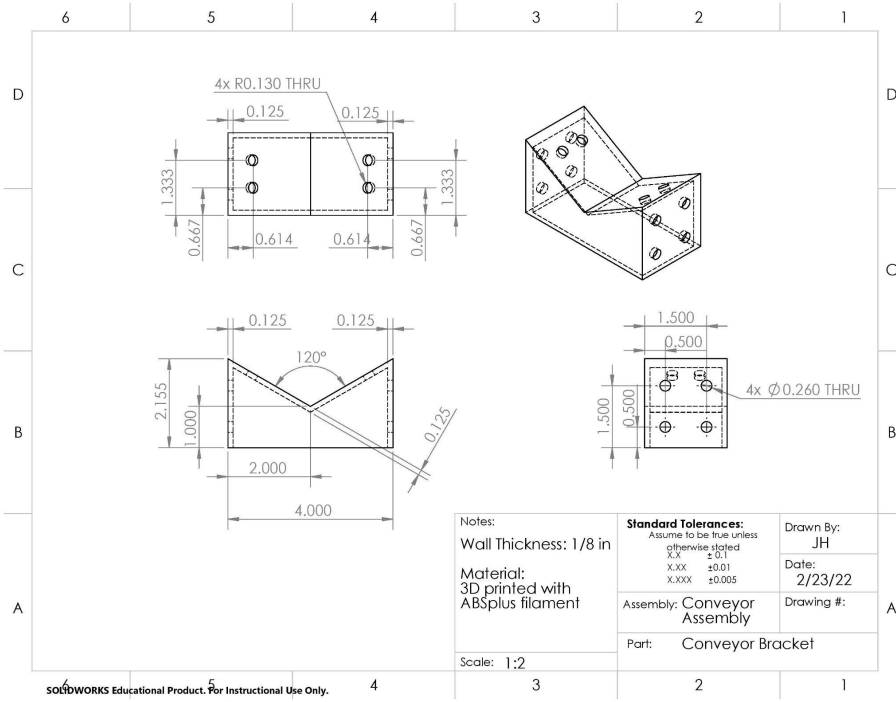 6 5 4 3 2 1
D D
4x R0.130 THRU
0.125 0.125
1.333 1.333
0.667 0.614 0.614 0.667
C C
0.125 0.125
120°
2.155
1.000
0.125
2.000
4.000
1.500
0.500
4x Ø0.260 THRU
1.500
0.500
B B
Notes:
Wall Thickness: 1/8 in
Material:
3D printed with
ABSplus filament
Scale: 1:2
Standard Tolerances:
Assume to be true unless
otherwise stated
X.X ± 0.1
X.XX ±0.01
X.XXX ±0.005
Drawn By:
JH
Date:
2/23/22
Assembly: Conveyor
Assembly
Drawing #:
Part: Conveyor Bracket
A A
SOLIDWORKS Educational Product. For Instructional Use Only.
6 5 4 3 2 1